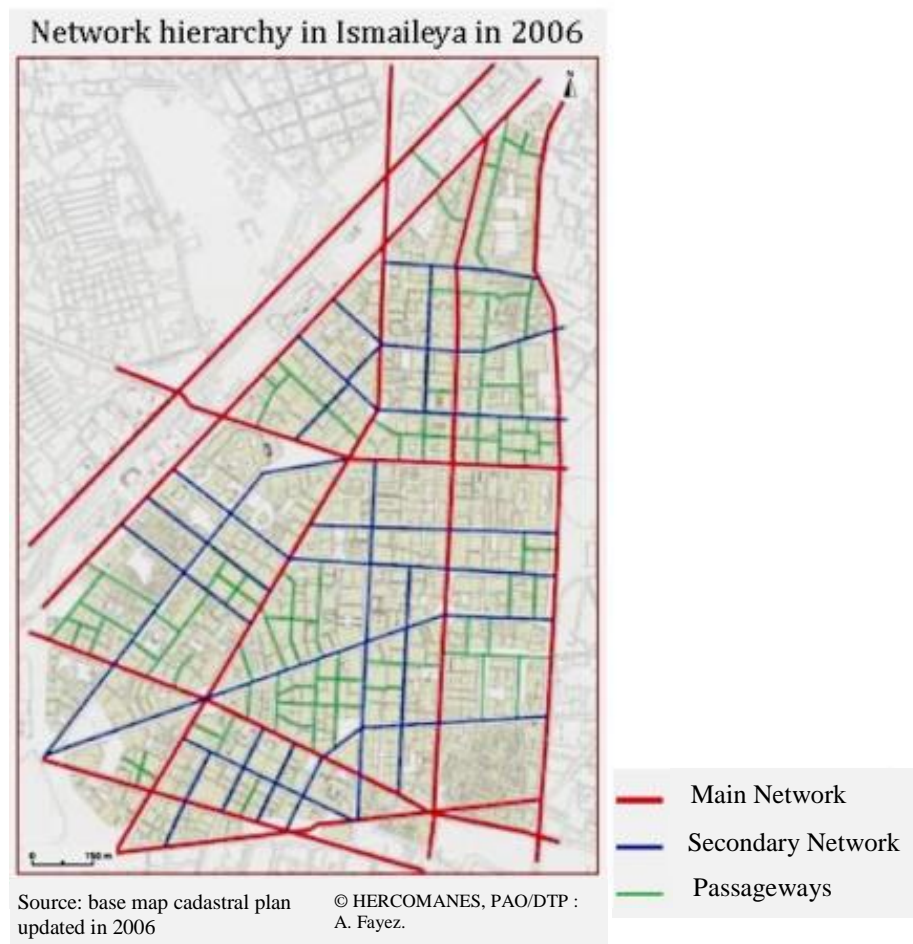 Network hierarchy in Ismaileya in 2006
N
0 150 m
Main Network
Secondary Network
Passageways
Source: base map cadastral plan
updated in 2006
© HERCOMANES, PAO/DTP :
A. Fayez.